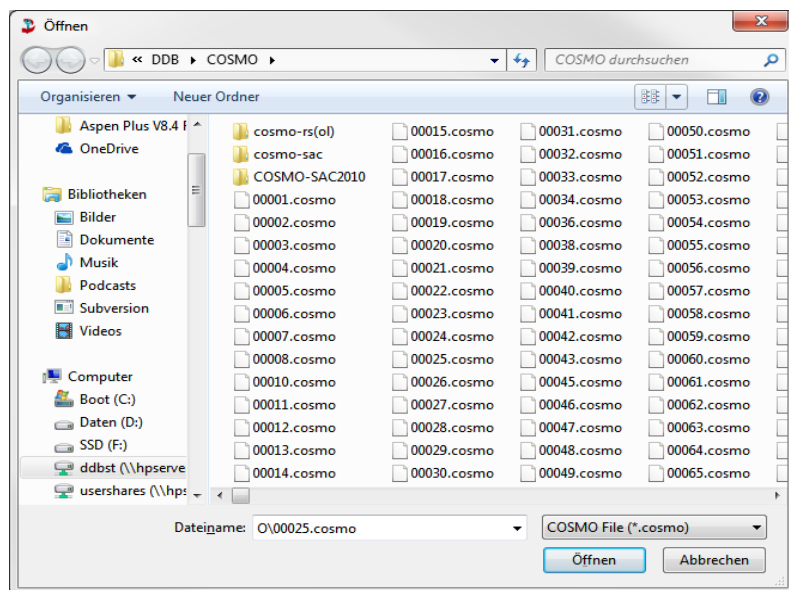 Öffnen
« DDB ▸ COSMO ▸
COSMO durchsuchen
Organisieren
Neuer Ordner
Aspen Plus V8.4 F
OneDrive
Bibliotheken
Bilder
Dokumente
Musik
Podcasts
Subversion
Videos
Computer
Boot (C:)
Daten (D:)
SSD (F:)
ddbst (\\hpserve
usershares (\\hps
cosmo-rs(ol)
cosmo-sac
COSMO-SAC2010
00001.cosmo
00002.cosmo
00003.cosmo
00004.cosmo
00005.cosmo
00006.cosmo
00007.cosmo
00008.cosmo
00010.cosmo
00011.cosmo
00012.cosmo
00013.cosmo
00014.cosmo
00015.cosmo
00016.cosmo
00017.cosmo
00018.cosmo
00019.cosmo
00020.cosmo
00021.cosmo
00022.cosmo
00023.cosmo
00024.cosmo
00025.cosmo
00026.cosmo
00027.cosmo
00028.cosmo
00029.cosmo
00030.cosmo
00031.cosmo
00032.cosmo
00033.cosmo
00034.cosmo
00036.cosmo
00038.cosmo
00039.cosmo
00040.cosmo
00041.cosmo
00042.cosmo
00043.cosmo
00045.cosmo
00046.cosmo
00047.cosmo
00048.cosmo
00049.cosmo
00050.cosmo
00051.cosmo
00052.cosmo
00053.cosmo
00054.cosmo
00055.cosmo
00056.cosmo
00057.cosmo
00058.cosmo
00059.cosmo
00060.cosmo
00061.cosmo
00062.cosmo
00063.cosmo
00064.cosmo
00065.cosmo
Dateiname: O\00025.cosmo
COSMO File (*.cosmo)
Öffnen
Abbrechen